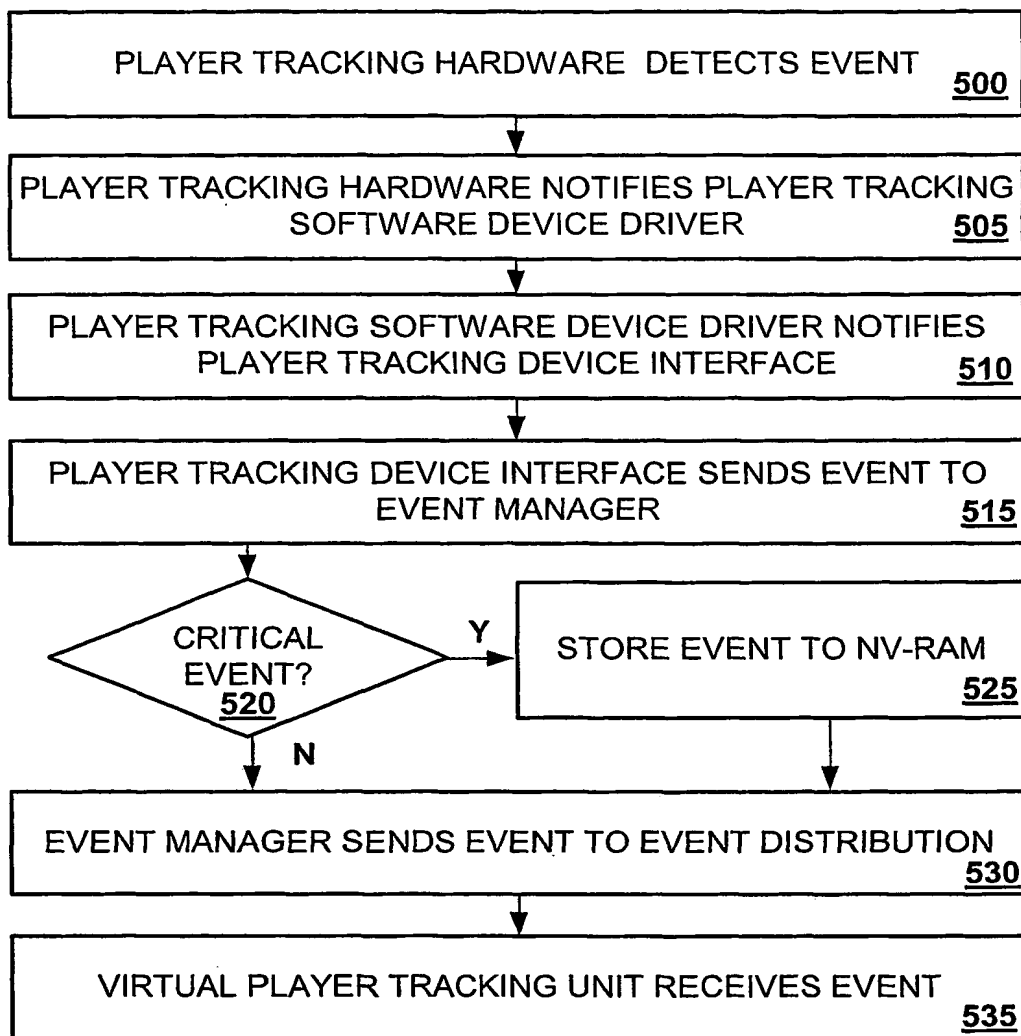 PLAYER TRACKING HARDWARE DETECTS EVENT
500
PLAYER TRACKING HARDWARE NOTIFIES PLAYER TRACKING
SOFTWARE DEVICE DRIVER
505
PLAYER TRACKING SOFTWARE DEVICE DRIVER NOTIFIES
PLAYER TRACKING DEVICE INTERFACE
510
PLAYER TRACKING DEVICE INTERFACE SENDS EVENT TO
EVENT MANAGER
515
CRITICAL
EVENT?
520
Y
N
STORE EVENT TO NV-RAM
525
EVENT MANAGER SENDS EVENT TO EVENT DISTRIBUTION
530
VIRTUAL PLAYER TRACKING UNIT RECEIVES EVENT
535